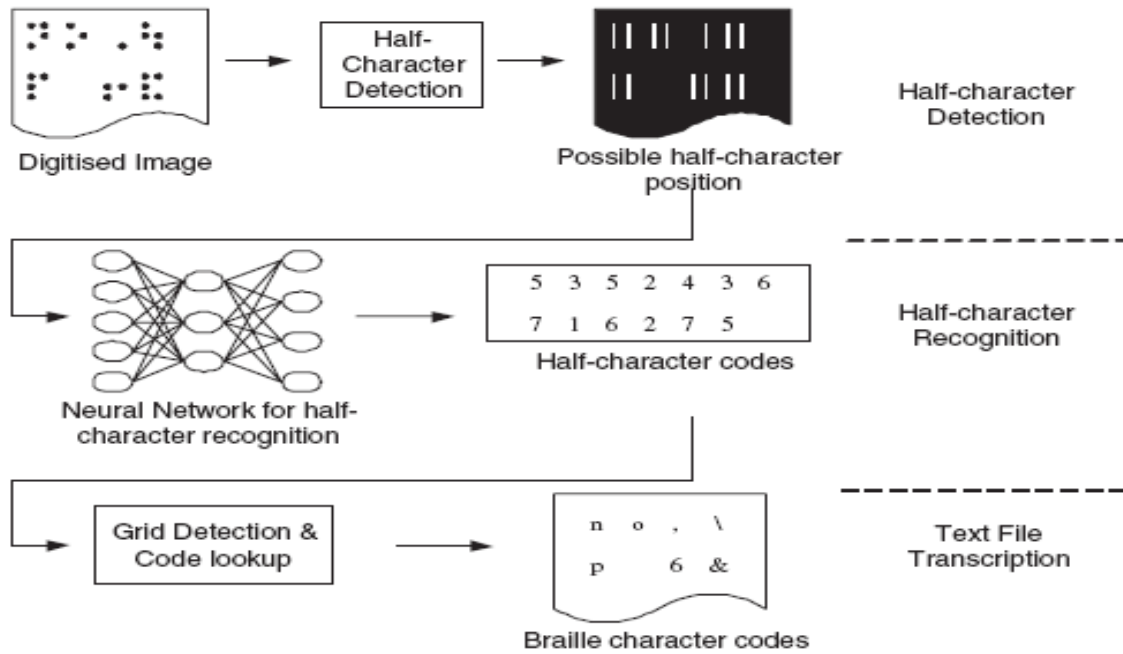 Half-
Character
Detection
Digitised Image
Possible half-character
position
Half-character
Detection
5 3 5 2 4 3 6
7 1 6 2 7 5
Half-character codes
Neural Network for half-
character recognition
Half-character
Recognition
Grid Detection &
Code lookup
n o , \
p 6 &
Braille character codes
Text File
Transcription